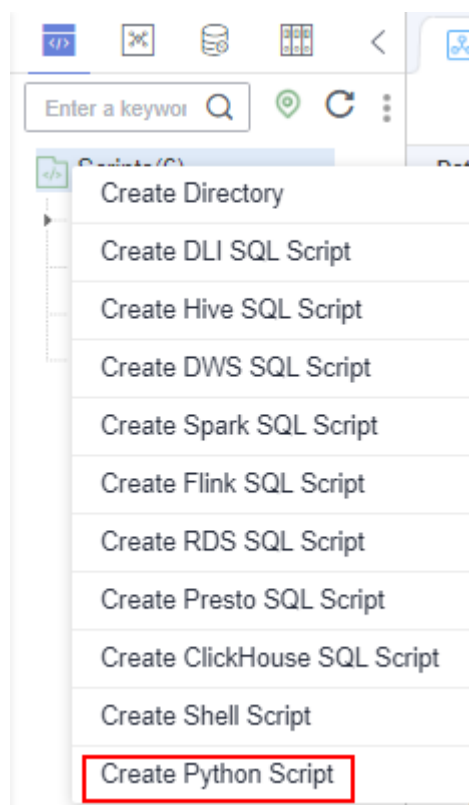 Enter a keywor
Create Directory
Create DLI SQL Script
Create Hive SQL Script
Create DWS SQL Script
Create Spark SQL Script
Create Flink SQL Script
Create RDS SQL Script
Create Presto SQL Script
Create ClickHouse SQL Script
Create Shell Script
Create Python Script